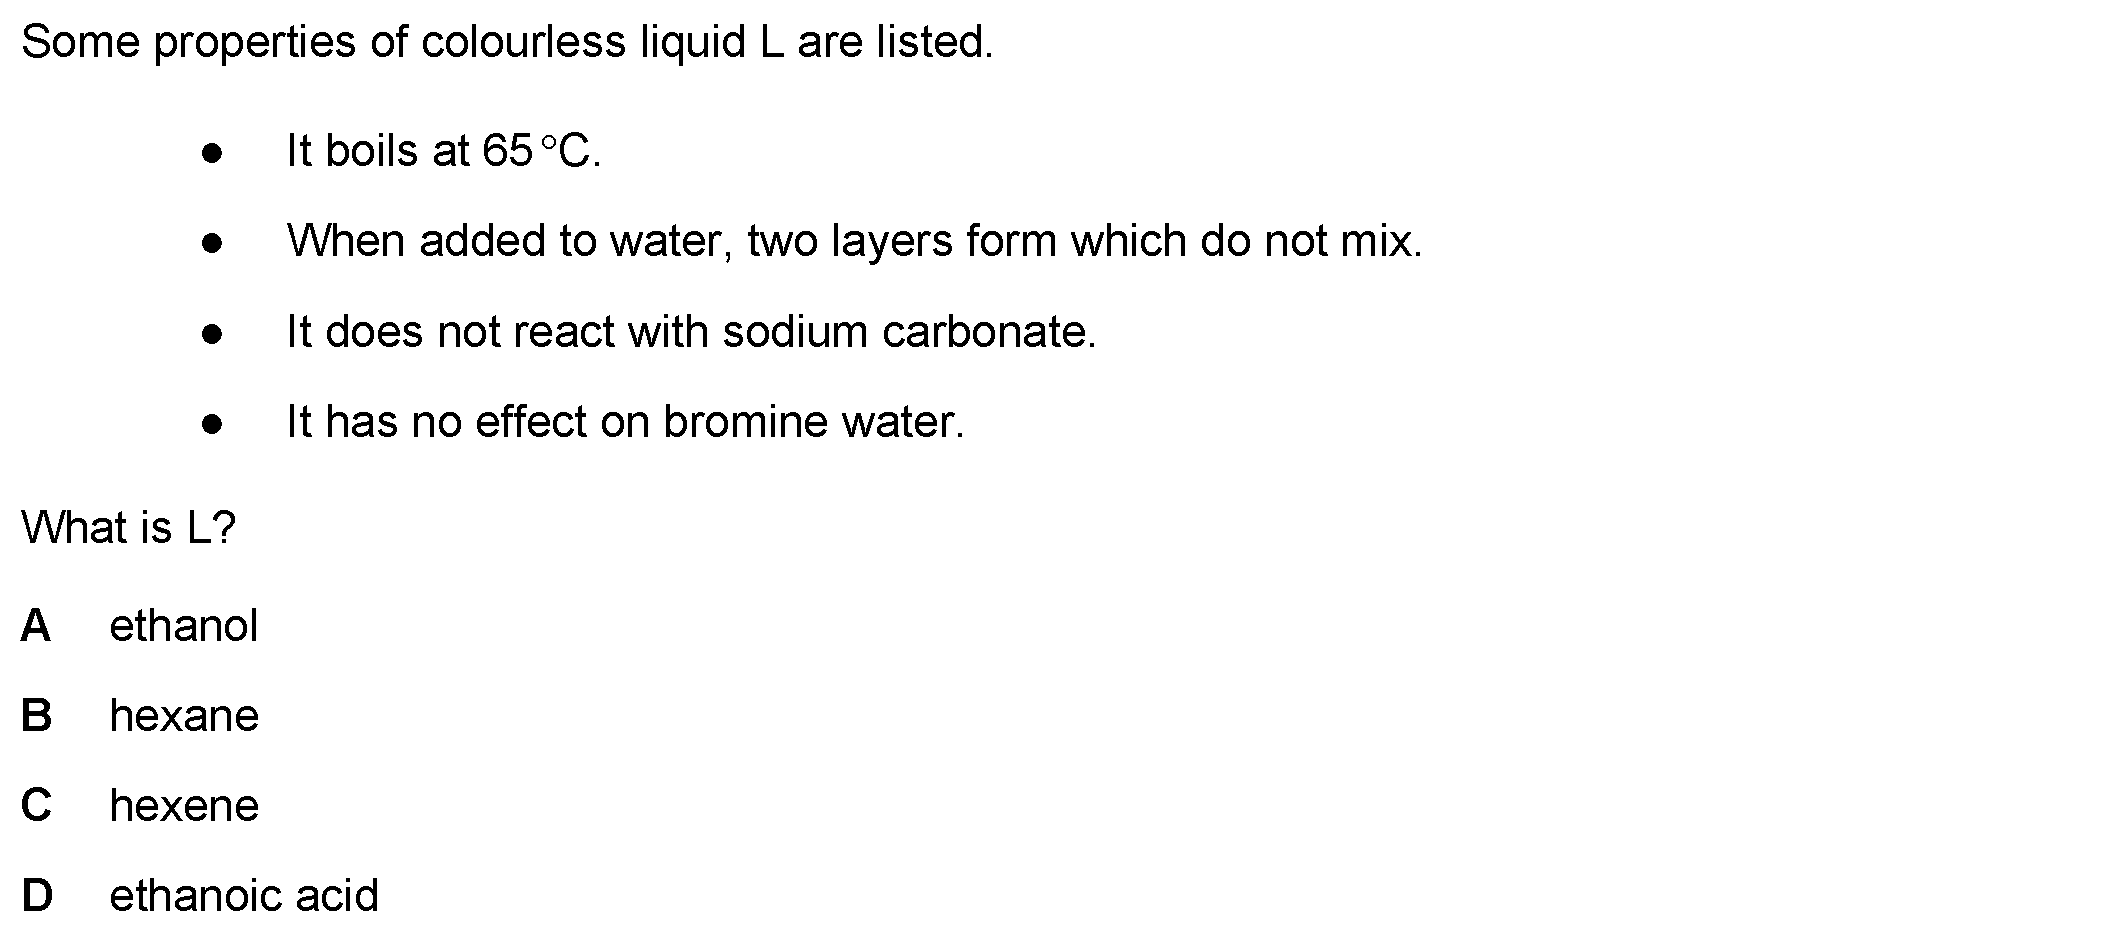 Some properties of colourless liquid L are listed.
● It boils at 65 °C.
● When added to water, two layers form which do not mix.
● It does not react with sodium carbonate.
● It has no effect on bromine water.
What is L?
A ethanol
B hexane
C hexene
D ethanoic acid